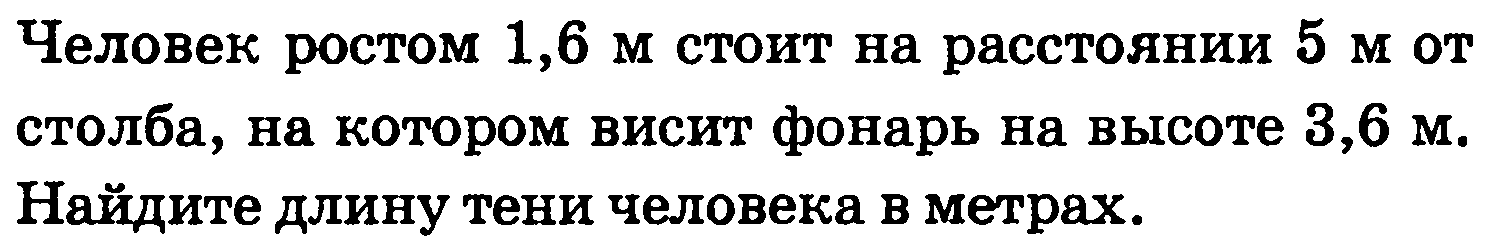 Человек ростом 1,6 м стоит на расстоянии 5 м от
столба, на котором висит фонарь на высоте 3,6 м.
Найдите длину тени человека в метрах.